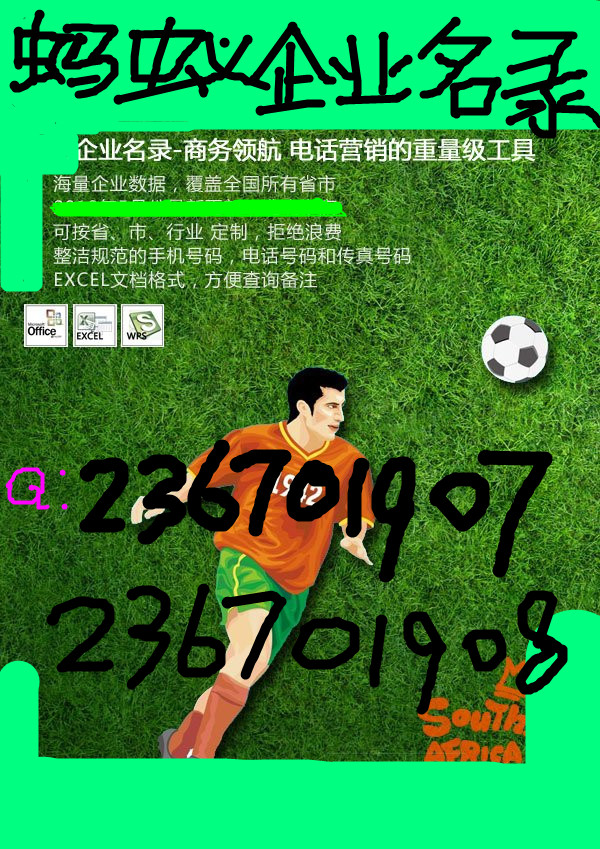 蚂蚁企业名录
企业名录-商务领航 电话营销的重量级工具
海量企业数据，覆盖全国所有省市
可按省、市、行业 定制，拒绝浪费
整洁规范的手机号码，电话号码和传真号码
EXCEL文档格式，方便查询备注
Microsoft Office
EXCEL
WPS
1982
Q: 236701907
236701908
SOUTH
AFRICA